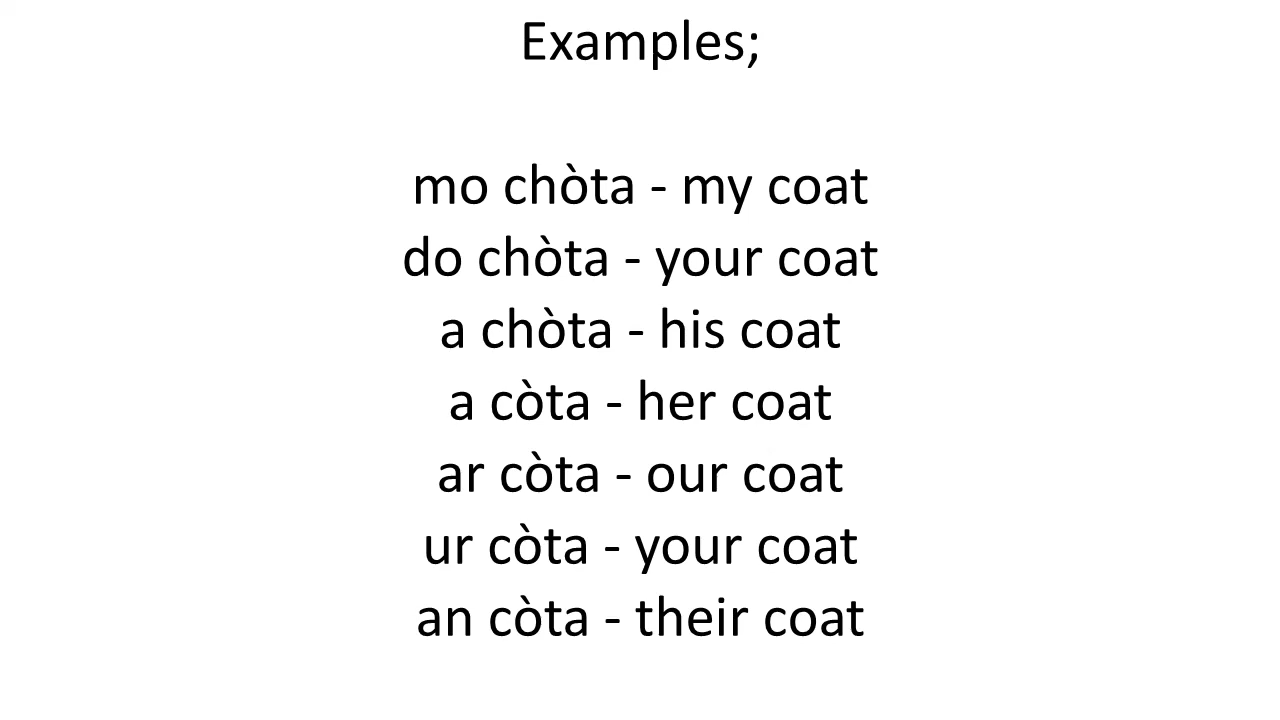 Examples;
mo chòta - my coat
do chòta - your coat
a chòta - his coat
a còta - her coat
ar còta - our coat
ur còta - your coat
an còta - their coat